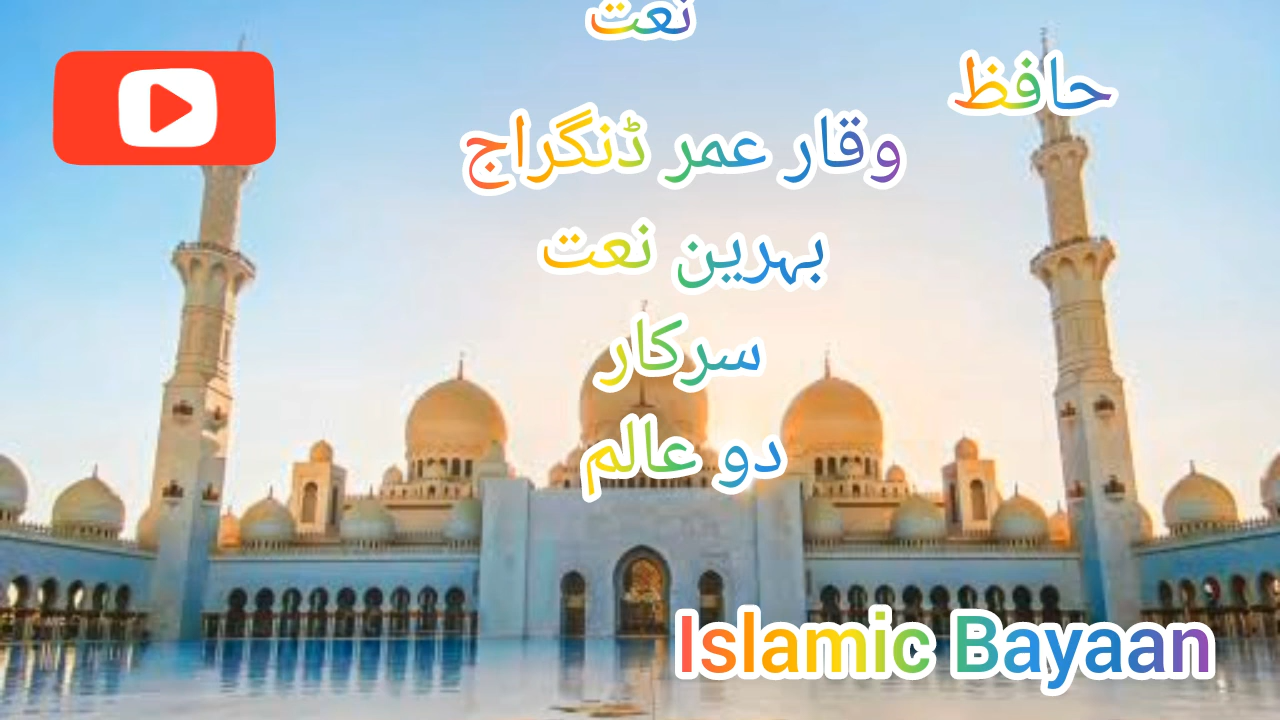 نعت
حافظ
وقار عمر ڈنگراج
بہرین نعت
سرکار
دو عالم
Islamic Bayaan